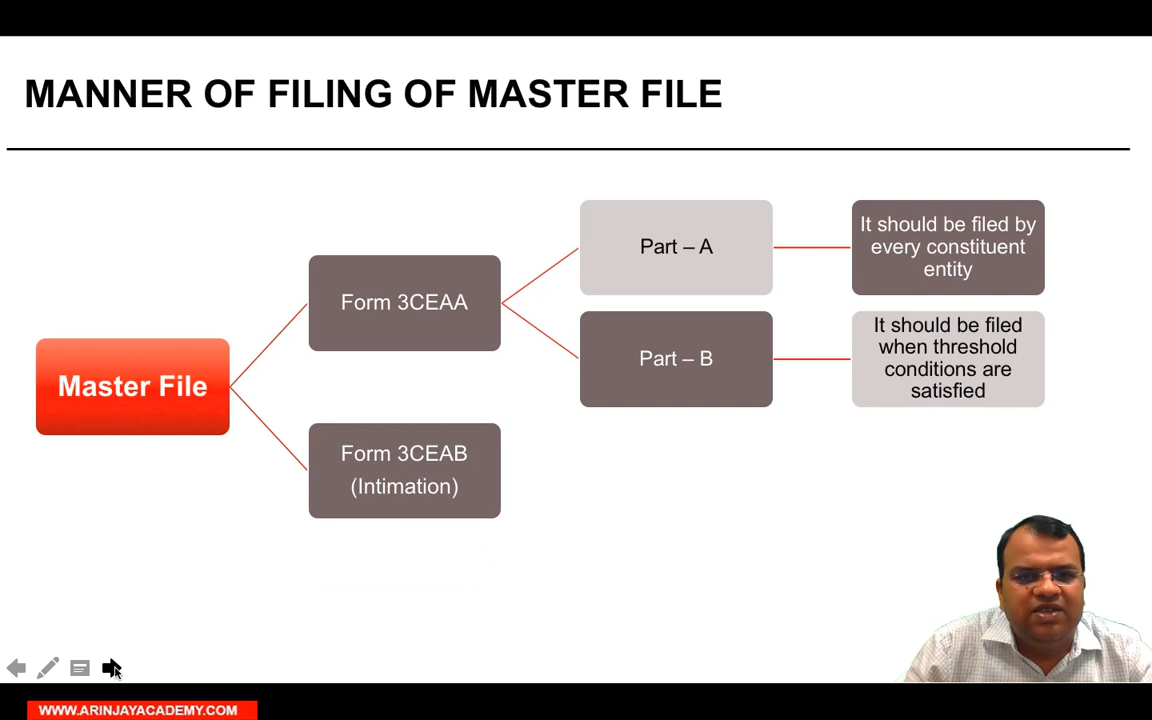 MANNER OF FILING OF MASTER FILE
Master File
Form 3CEAA
Part – A
It should be filed by
every constituent
entity
Part – B
It should be filed
when threshold
conditions are
satisfied
Form 3CEAB
(Intimation)
WWW.ARINJAYACADEMY.COM